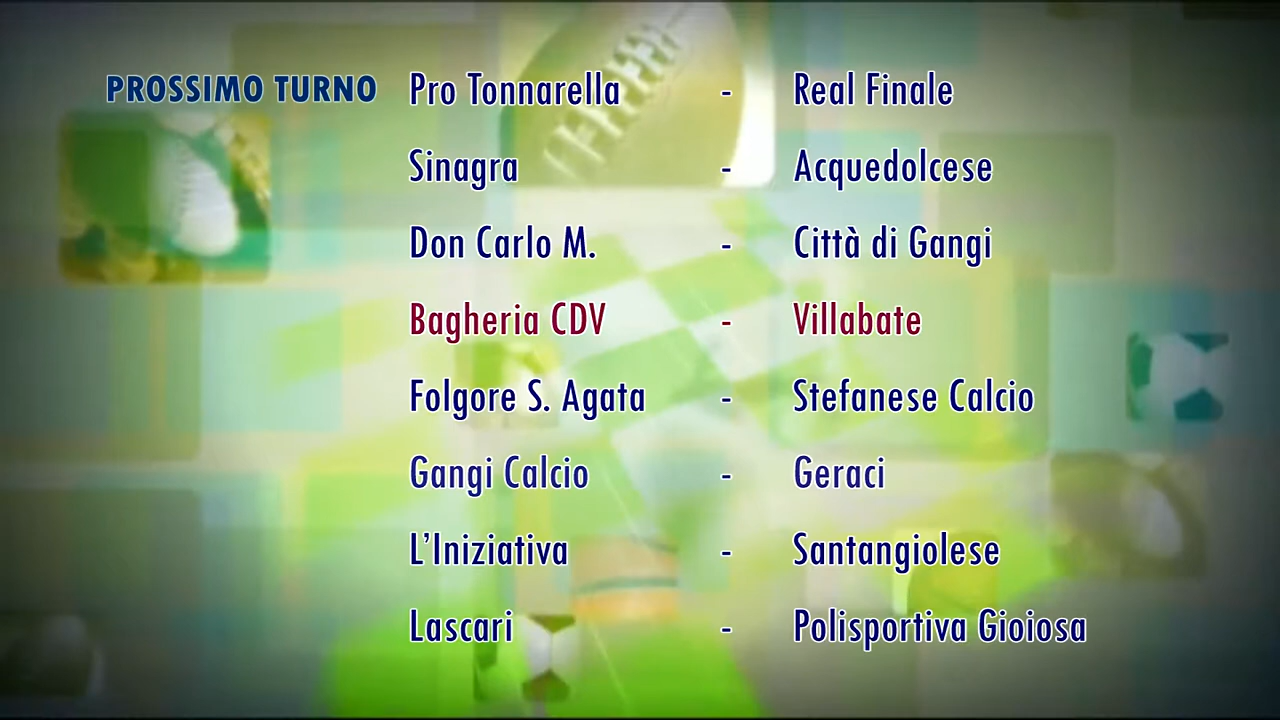 PROSSIMO TURNO Pro Tonnarella - Real Finale
Sinagra - Acquedolcese
Don Carlo M. - Città di Gangi
Bagheria CDV - Villabate
Folgore S. Agata - Stefanese Calcio
Gangi Calcio - Geraci
L’Iniziativa - Santangiolese
Lascari - Polisportiva Gioiosa